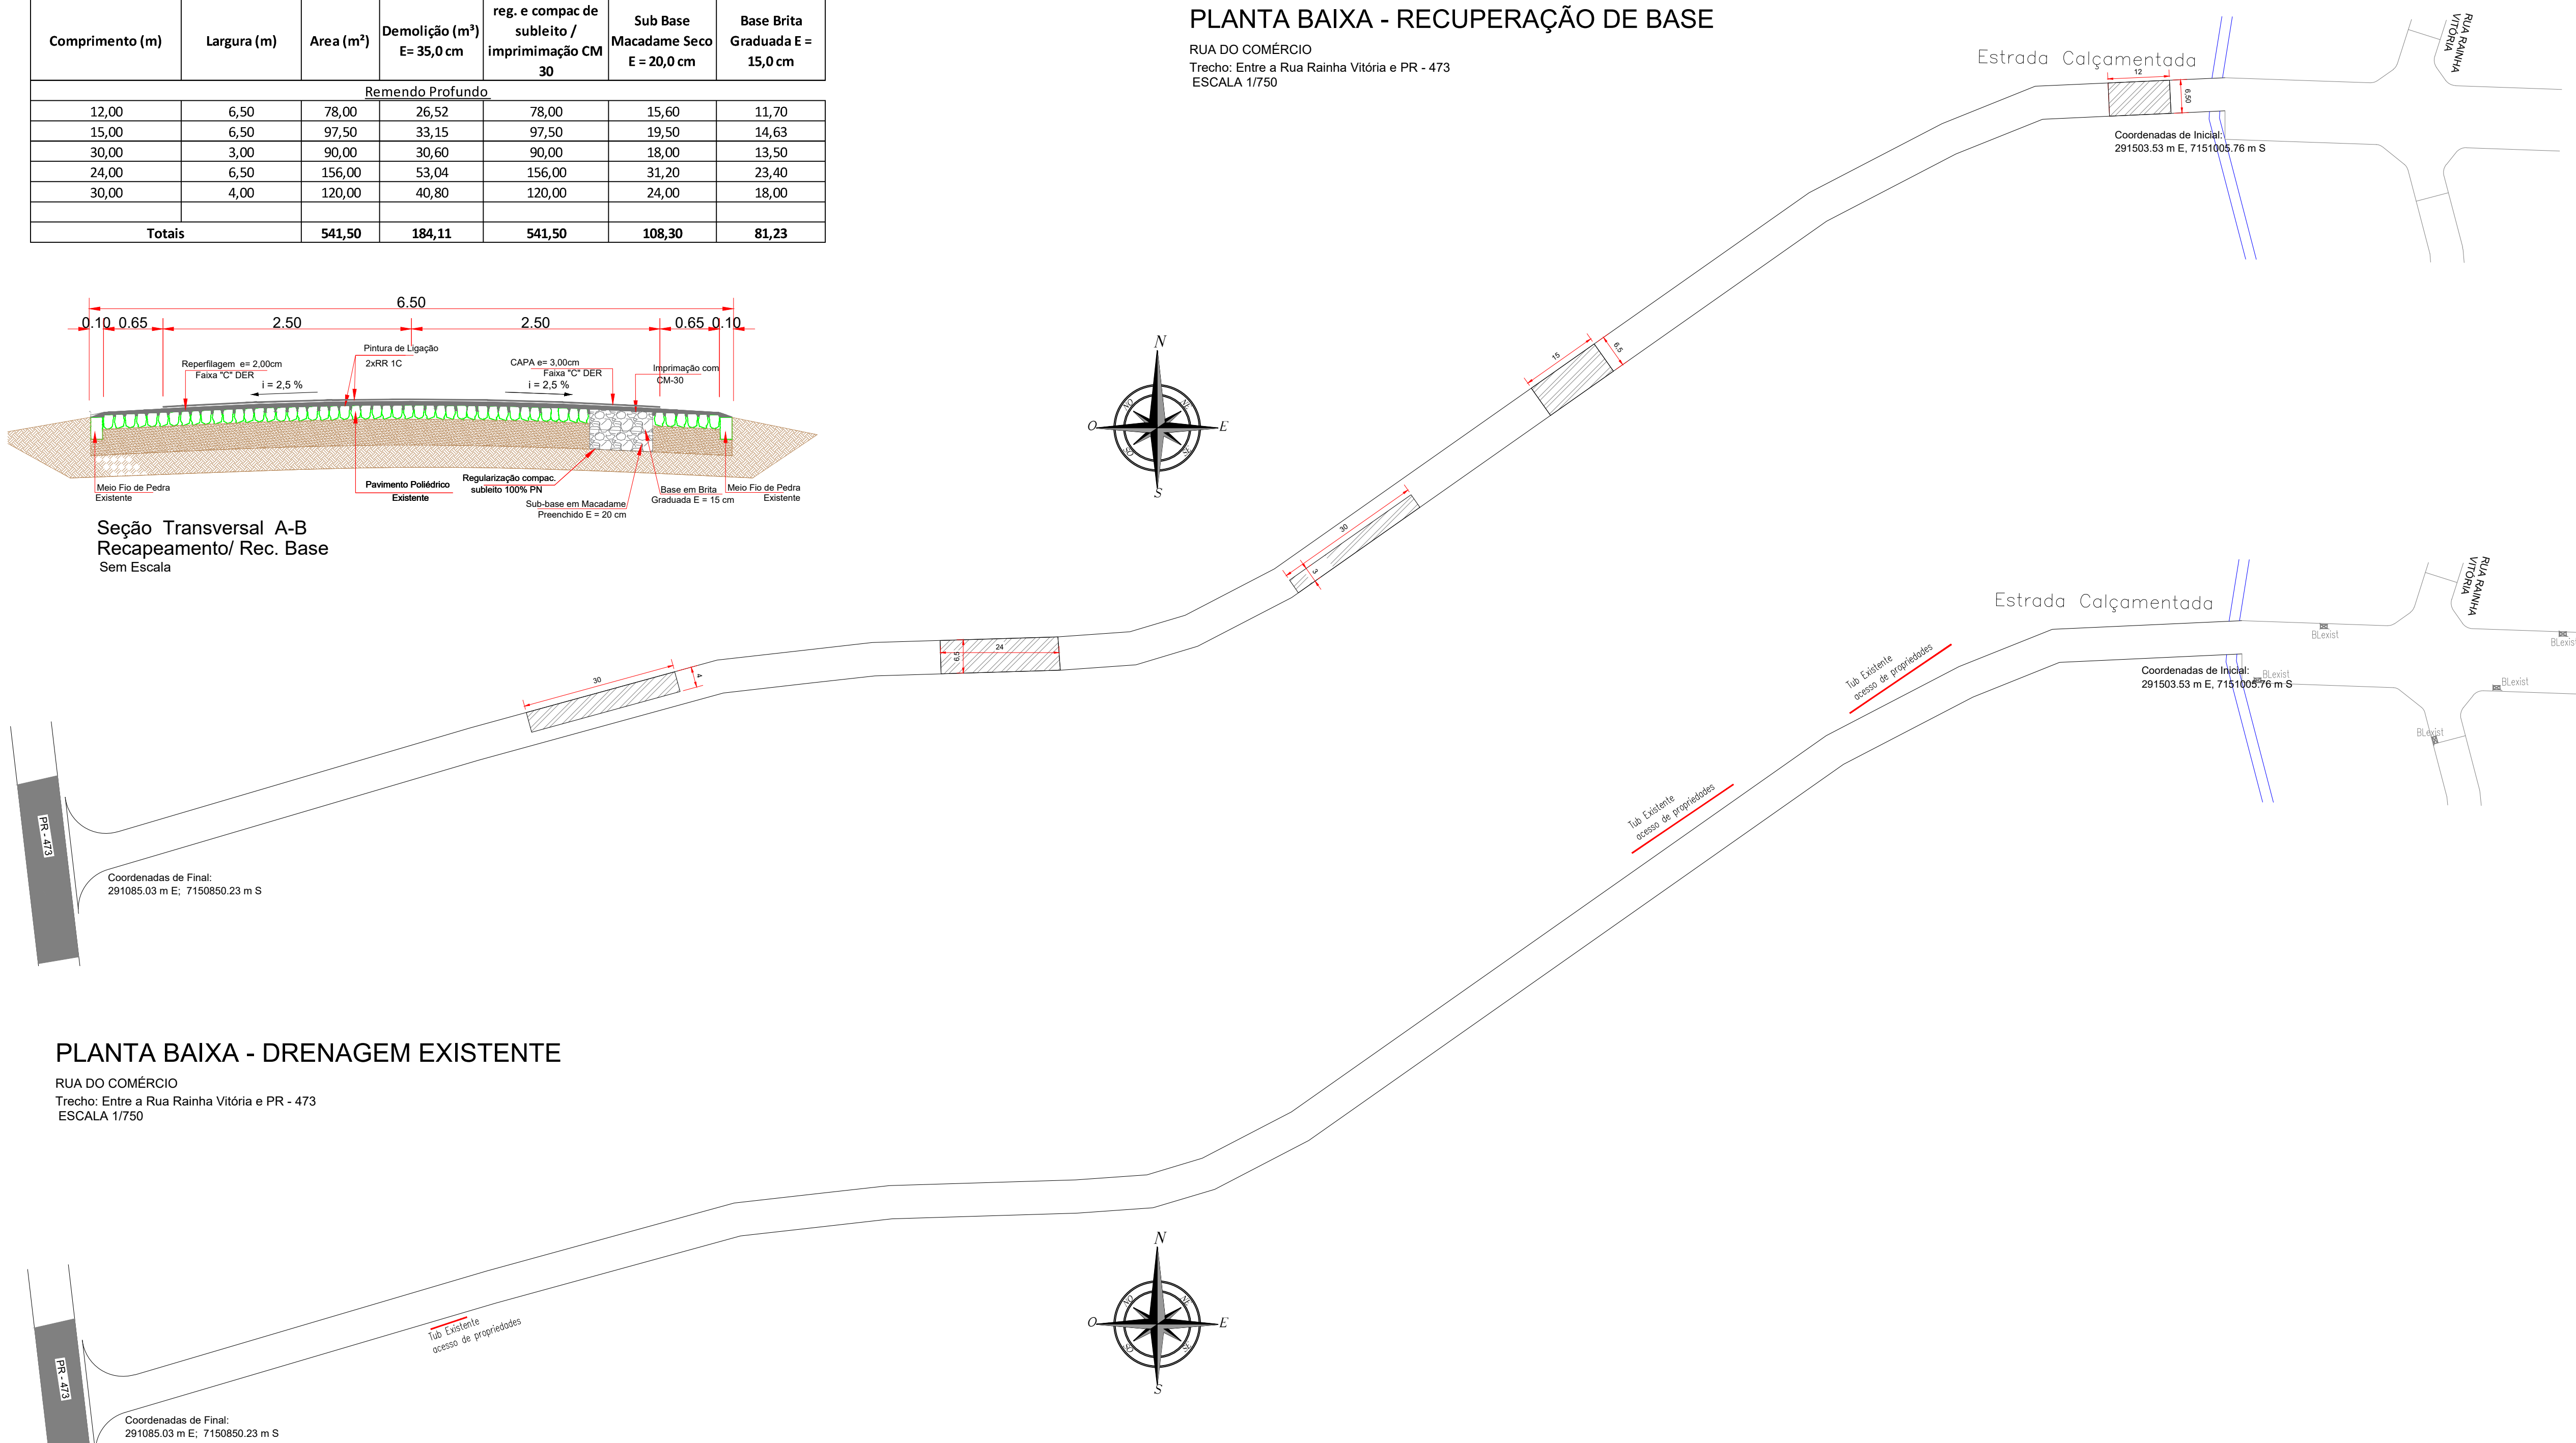 Comprimento (m) Largura (m) Area (m²) Demolição (m³) E= 35,0 cm reg. e compac de subleito / imprimimação CM 30 Sub Base Macadame Seco E = 20,0 cm Base Brita Graduada E = 15,0 cm
Remendo Profundo
12,00 6,50 78,00 26,52 78,00 15,60 11,70
15,00 6,50 97,50 33,15 97,50 19,50 14,63
30,00 3,00 90,00 30,60 90,00 18,00 13,50
24,00 6,50 156,00 53,04 156,00 31,20 23,40
30,00 4,00 120,00 40,80 120,00 24,00 18,00
Totais 541,50 184,11 541,50 108,30 81,23
PLANTA BAIXA - RECUPERAÇÃO DE BASE
RUA DO COMÉRCIO
Trecho: Entre a Rua Rainha Vitória e PR - 473
ESCALA 1/750
Estrada Calçamentada
RUA RAINHA
VITÓRIA
12
6.50
Coordenadas de Inicial:
291503.53 m E, 7151005.76 m S
6.50
0.10 0.65 2.50 2.50 0.65 0.10
Pintura de Ligação
2xRR 1C
Reperfilagem e= 2,00cm
Faixa "C" DER
i = 2,5 %
CAPA e= 3,00cm
Faixa "C" DER
i = 2,5 %
Imprimação com
CM-30
Meio Fio de Pedra
Existente
Pavimento Poliédrico
Existente
Regularização compac.
subleito 100% PN
Sub-base em Macadame
Preenchido E = 20 cm
Base em Brita
Graduada E = 15 cm
Meio Fio de Pedra
Existente
Seção Transversal A-B
Recapeamento/ Rec. Base
Sem Escala
N
NO NE
O E
SO SE
S
15
6.5
30
3
24
6.5
30
4
PR - 473
Coordenadas de Final:
291085.03 m E; 7150850.23 m S
Estrada Calçamentada
RUA RAINHA
VITÓRIA
BLexist
BLexist
Coordenadas de Inicial:
291503.53 m E, 7151005.76 m S
BLexist
BLexist
BLexist
Tub Existente
acesso de propriedades
Tub Existente
acesso de propriedades
PLANTA BAIXA - DRENAGEM EXISTENTE
RUA DO COMÉRCIO
Trecho: Entre a Rua Rainha Vitória e PR - 473
ESCALA 1/750
N
NO NE
O E
SO SE
S
Tub Existente
acesso de propriedades
PR - 473
Coordenadas de Final:
291085.03 m E; 7150850.23 m S